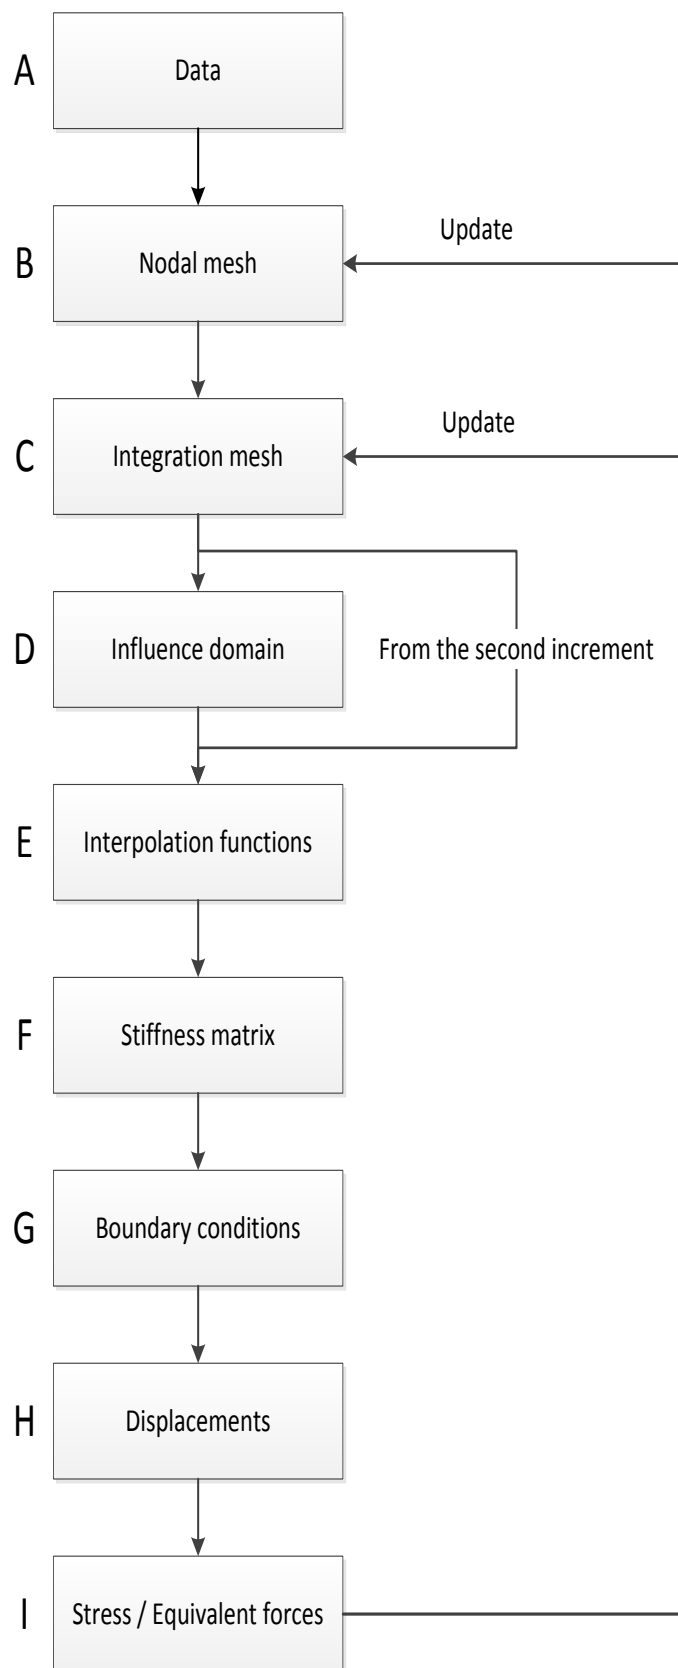 A
Data
Update
B
Nodal mesh
Update
C
Integration mesh
D
Influence domain
From the second increment
E
Interpolation functions
F
Stiffness matrix
G
Boundary conditions
H
Displacements
I
Stress / Equivalent forces